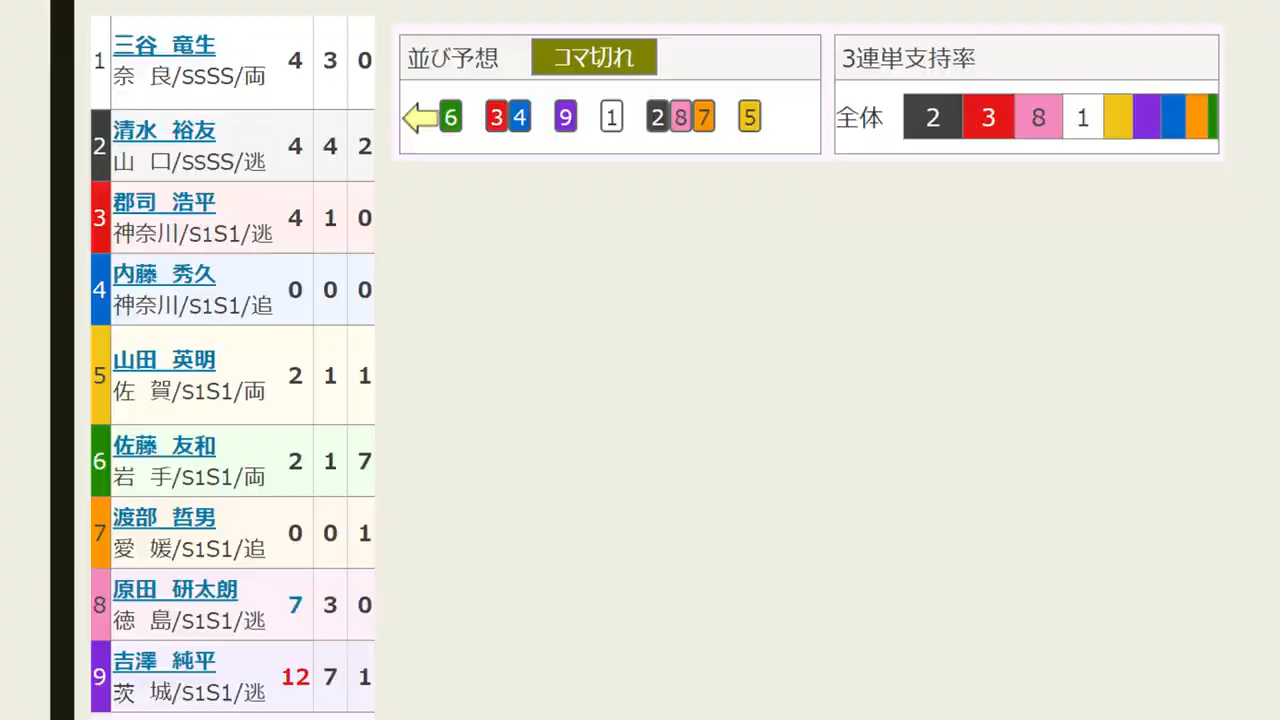 1 三谷 竜生 4 3 0
奈 良/SSSS/両
2 清水 裕友 4 4 2
山 口/SSSS/逃
3 郡司 浩平 4 1 0
神奈川/S1S1/逃
4 内藤 秀久 0 0 0
神奈川/S1S1/追
5 山田 英明 2 1 1
佐 賀/S1S1/両
6 佐藤 友和 2 1 7
岩 手/S1S1/両
7 渡部 哲男 0 0 1
愛 媛/S1S1/追
8 原田 研太朗 7 3 0
徳 島/S1S1/逃
9 吉澤 純平 12 7 1
茨 城/S1S1/逃
並び予想 コマ切れ
6 3 4 9 1 2 8 7 5
3連単支持率
全体 2 3 8 1